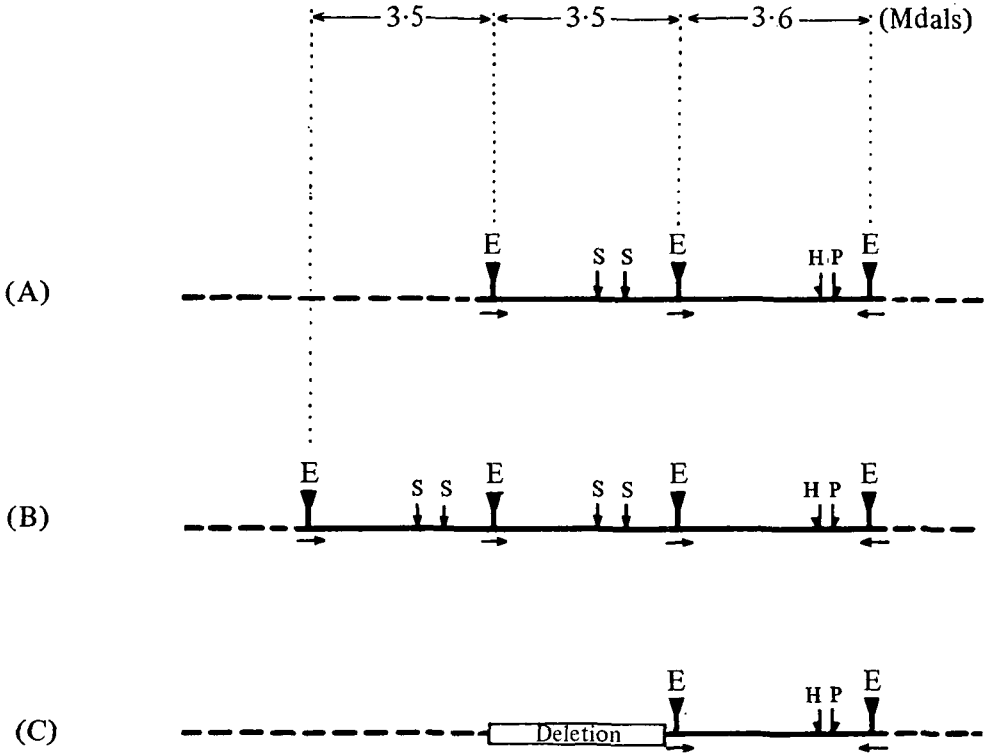 3·5 3·5 3·6 (Mdals)
E S S E H P E
(A)
E S S E S S E H P E
(B)
E H P E
(C) Deletion